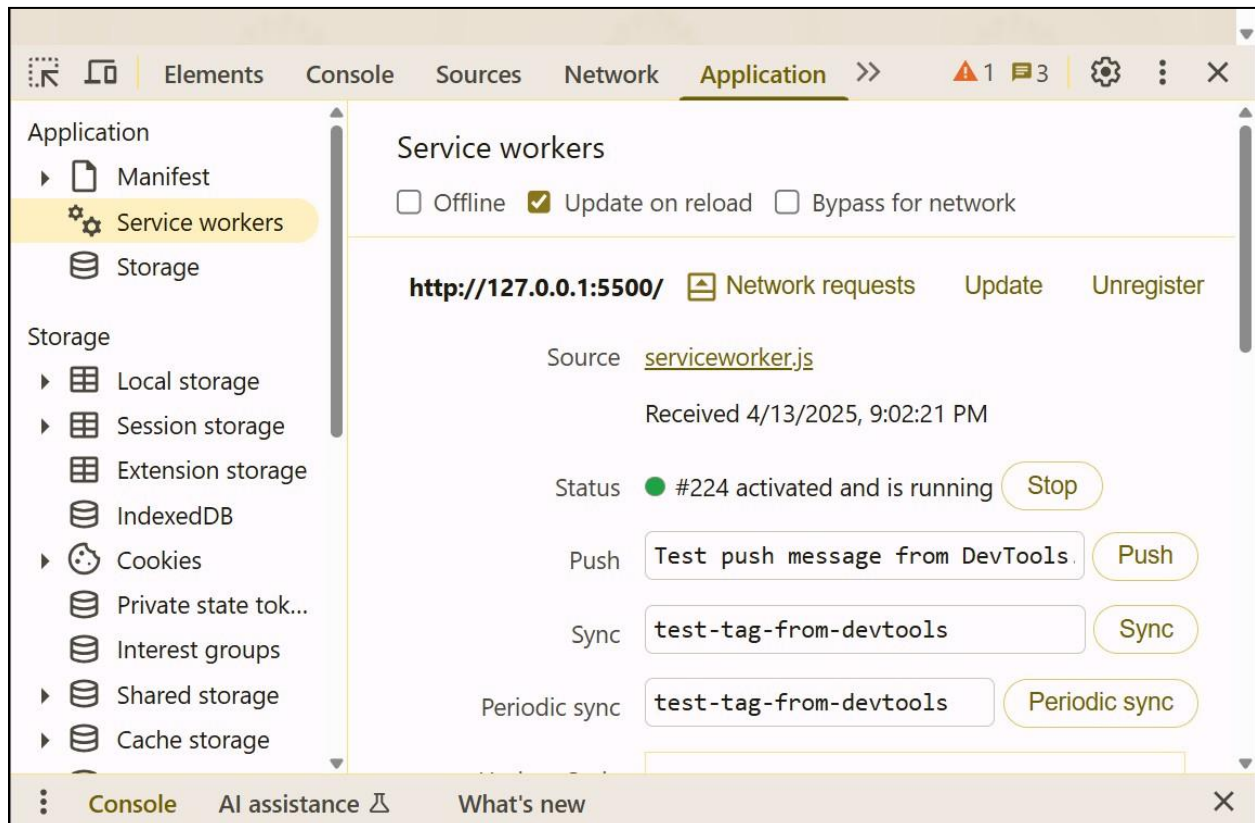 Elements Console Sources Network Application 1 3
Application
Manifest
Service workers
Storage
Storage
Local storage
Session storage
Extension storage
IndexedDB
Cookies
Private state tok...
Interest groups
Shared storage
Cache storage
Service workers
Offline Update on reload Bypass for network
http://127.0.0.1:5500/ Network requests Update Unregister
Source serviceworker.js
Received 4/13/2025, 9:02:21 PM
Status #224 activated and is running Stop
Push Test push message from DevTools. Push
Sync test-tag-from-devtools Sync
Periodic sync test-tag-from-devtools Periodic sync
Console AI assistance What's new